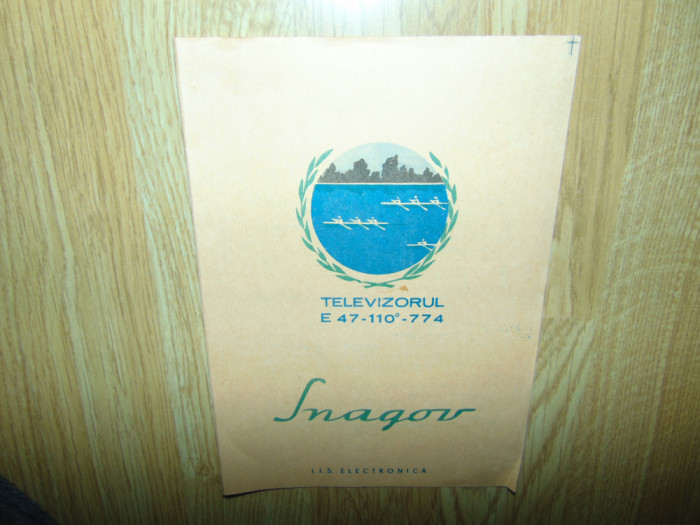 TELEVIZORUL
E 47-110°-774
Snagov
I.I.S. ELECTRONICA